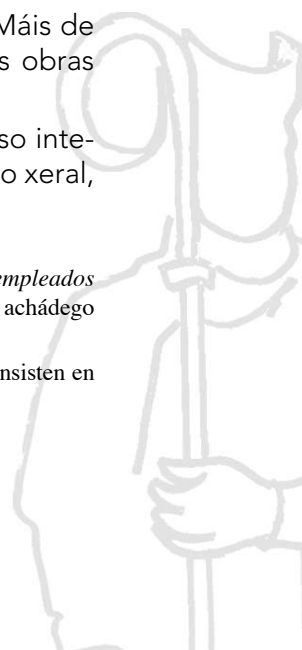 Máis de
s obras
so inte-
o xeral,
empleados
achádego
nsisten en